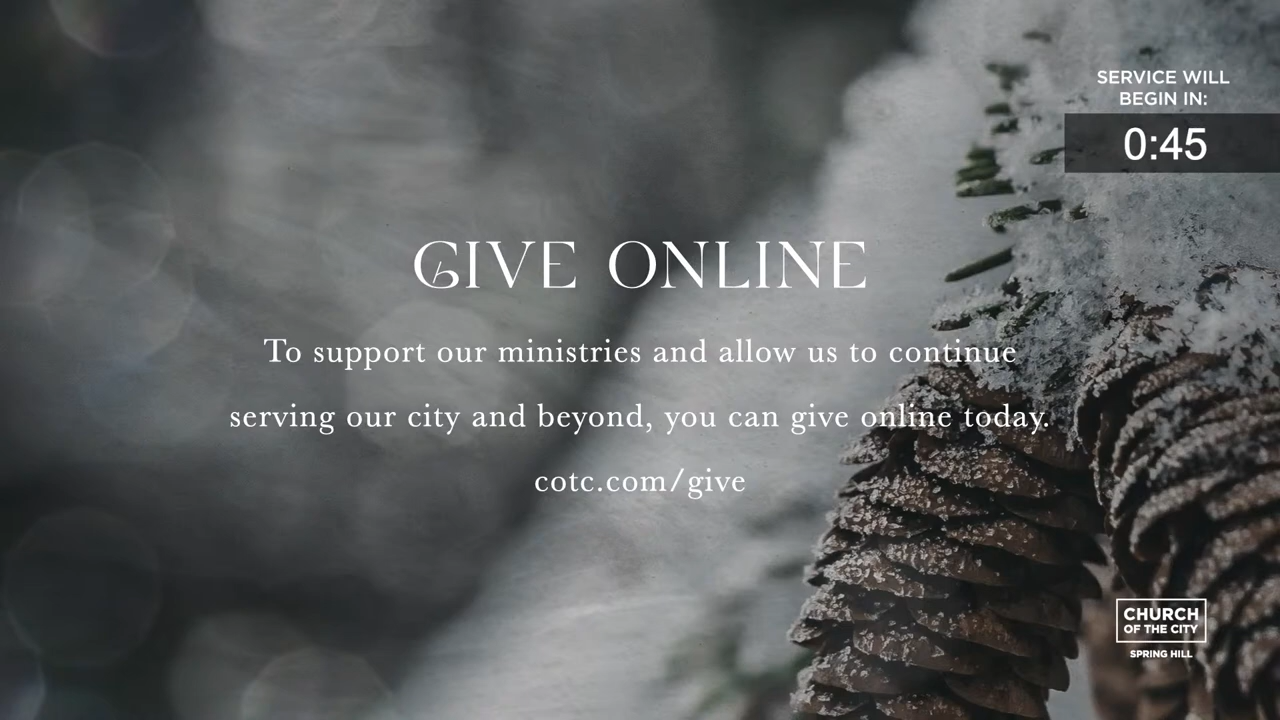 SERVICE WILL
BEGIN IN:
0:45
GIVE ONLINE
To support our ministries and allow us to continue
serving our city and beyond, you can give online today.
cotc.com/give
CHURCH
OF THE CITY
SPRING HILL